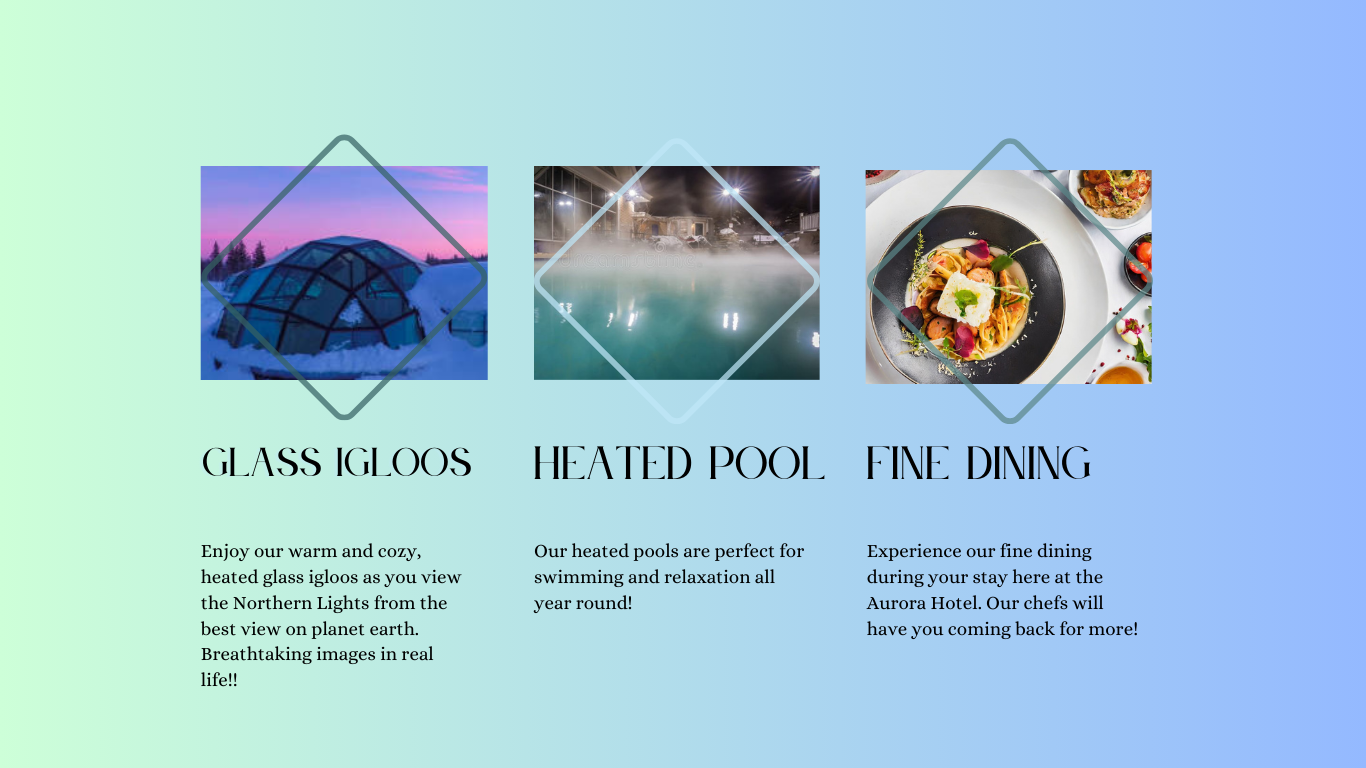 GLASS IGLOOS
Enjoy our warm and cozy,
heated glass igloos as you view
the Northern Lights from the
best view on planet earth.
Breathtaking images in real
life!!
HEATED POOL
Our heated pools are perfect for
swimming and relaxation all
year round!
FINE DINING
Experience our fine dining
during your stay here at the
Aurora Hotel. Our chefs will
have you coming back for more!